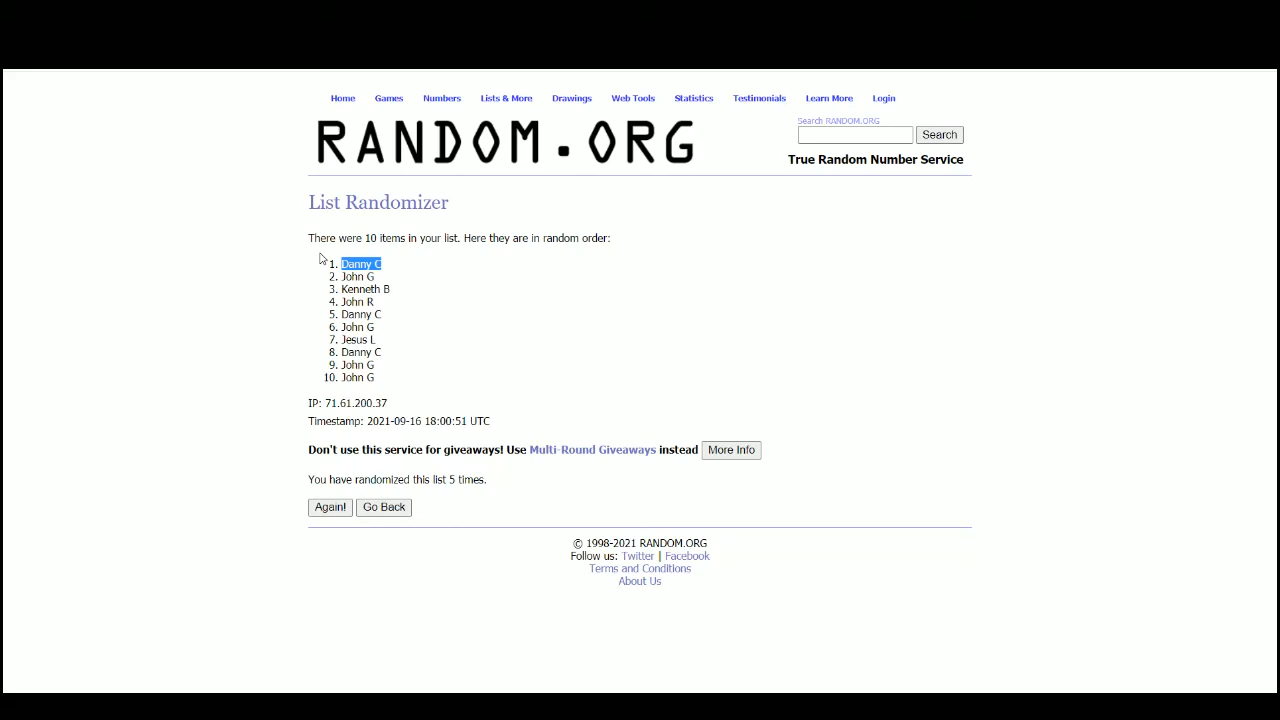 Home Games Numbers Lists & More Drawings Web Tools Statistics Testimonials Learn More Login
RANDOM.ORG
Search RANDOM.ORG
Search
True Random Number Service
List Randomizer
There were 10 items in your list. Here they are in random order:
1. Danny C
2. John G
3. Kenneth B
4. John R
5. Danny C
6. John G
7. Jesus L
8. Danny C
9. John G
10. John G
IP: 71.61.200.37
Timestamp: 2021-09-16 18:00:51 UTC
Don't use this service for giveaways! Use Multi-Round Giveaways instead More Info
You have randomized this list 5 times.
Again! Go Back
© 1998-2021 RANDOM.ORG
Follow us: Twitter | Facebook
Terms and Conditions
About Us